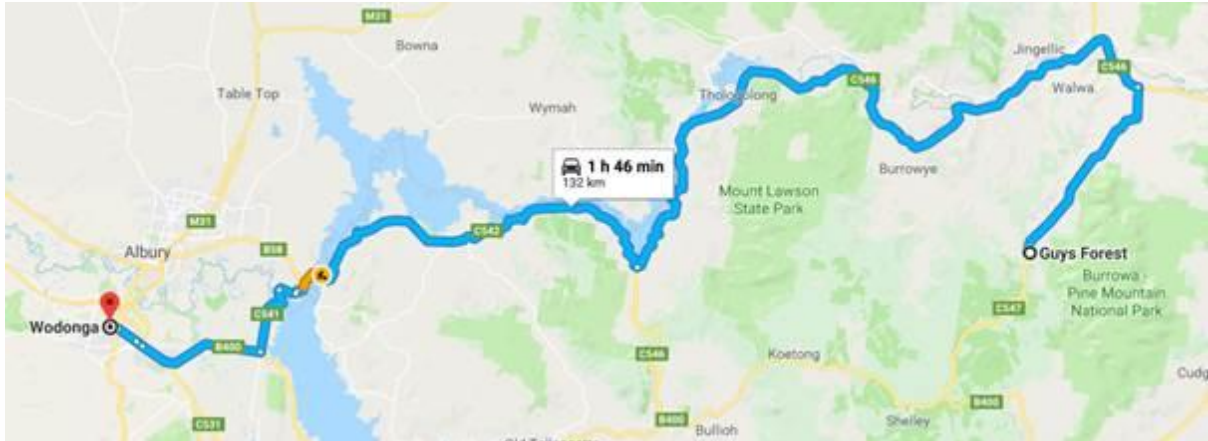 M31
Bowna
Jingellic
C546
C546
Walwa
Table Top
Thologolong
Wymah
1 h 46 min
132 km
Burrowye
Mount Lawson
State Park
M31
C542
Albury
B58
Guys Forest
Burrowa -
Pine Mountain
National Park
Wodonga
C541
C547
B400
C546
Koetong
Cudg
B400
B400
Shelley
C531
Bullioh